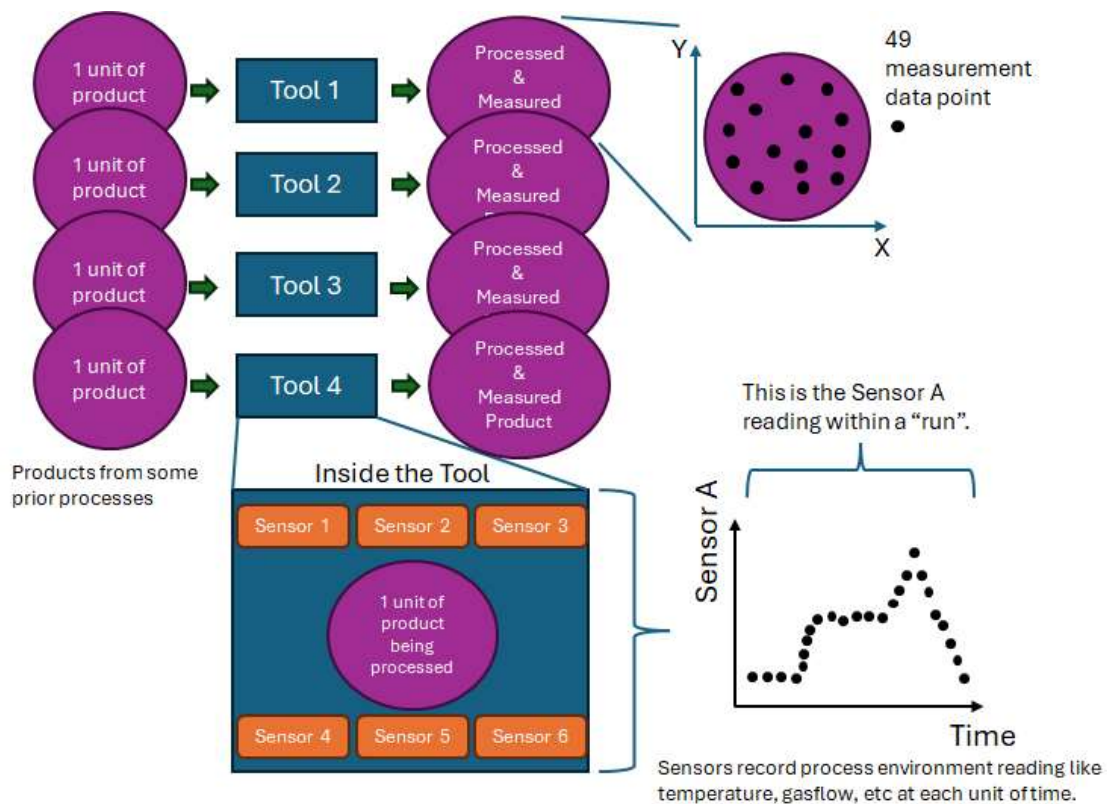 1 unit of
product
Tool 1
Processed
&
Measured
1 unit of
product
Tool 2
Processed
&
Measured
1 unit of
product
Tool 3
Processed
&
Measured
1 unit of
product
Tool 4
Processed
&
Measured
Product
Y
X
49
measurement
data point
Products from some
prior processes
Inside the Tool
Sensor 1
Sensor 2
Sensor 3
1 unit of
product
being
processed
Sensor 4
Sensor 5
Sensor 6
This is the Sensor A
reading within a “run”.
Sensor A
Time
Sensors record process environment reading like
temperature, gasflow, etc at each unit of time.